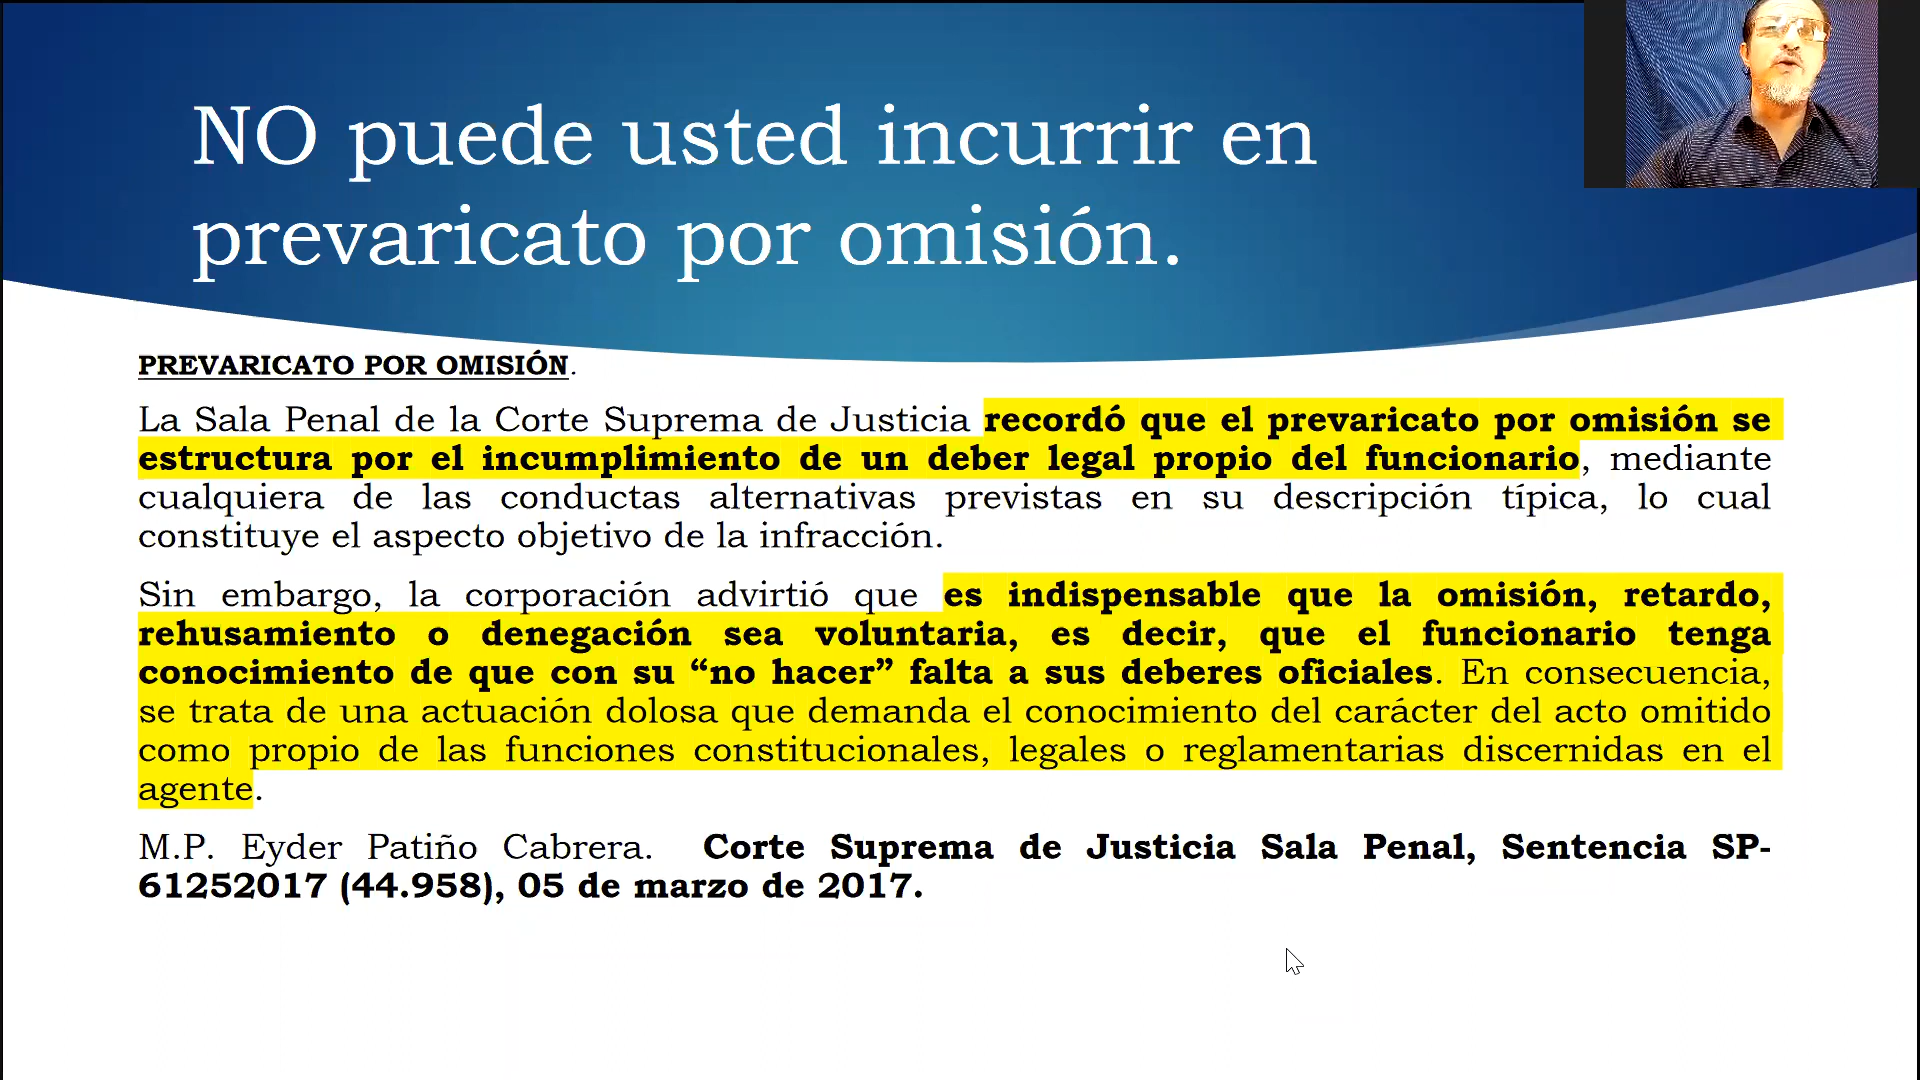 NO puede usted incurrir en
prevaricato por omisión.
PREVARICATO POR OMISIÓN.
La Sala Penal de la Corte Suprema de Justicia recordó que el prevaricato por omisión se
estructura por el incumplimiento de un deber legal propio del funcionario, mediante
cualquiera de las conductas alternativas previstas en su descripción típica, lo cual
constituye el aspecto objetivo de la infracción.
Sin embargo, la corporación advirtió que es indispensable que la omisión, retardo,
rehusamiento o denegación sea voluntaria, es decir, que el funcionario tenga
conocimiento de que con su “no hacer” falta a sus deberes oficiales. En consecuencia,
se trata de una actuación dolosa que demanda el conocimiento del carácter del acto omitido
como propio de las funciones constitucionales, legales o reglamentarias discernidas en el
agente.
M.P. Eyder Patiño Cabrera. Corte Suprema de Justicia Sala Penal, Sentencia SP-
61252017 (44.958), 05 de marzo de 2017.